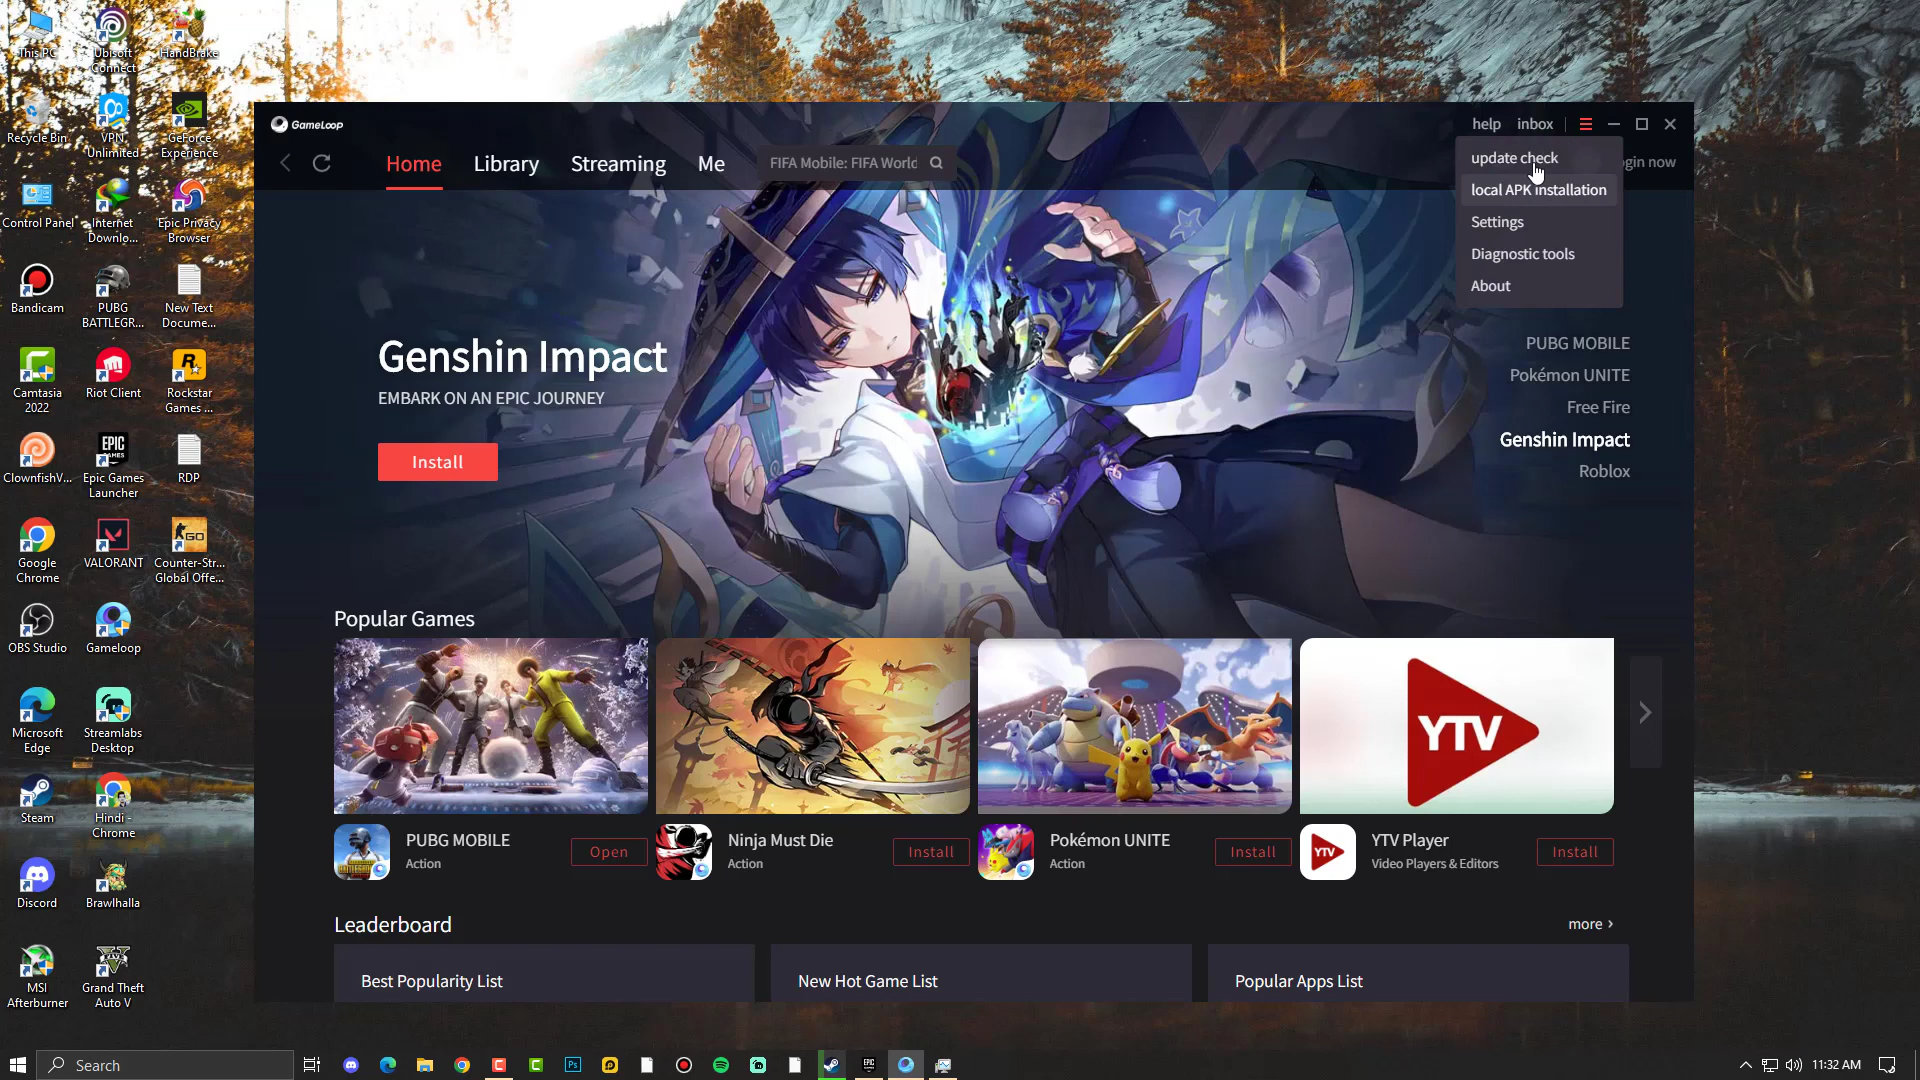 This PC
Ubisoft
Connect
HandBrake
Recycle Bin
VPN
Unlimited
GeForce
Experience
Control Panel
Internet
Downlo...
Epic Privacy
Browser
Bandicam
PUBG
BATTLEGR...
New Text
Docume...
Camtasia
2022
Riot Client
Rockstar
Games ...
ClownfishV...
EPIC
GAMES
Epic Games
Launcher
RDP
Google
Chrome
VALORANT
GO
Counter-Str...
Global Offe...
OBS Studio
Gameloop
Microsoft
Edge
Streamlabs
Desktop
Steam
Hindi -
Chrome
Discord
Brawlhalla
MSI
Afterburner
Grand Theft
Auto V
GameLoop
help
inbox
Home
Library
Streaming
Me
FIFA Mobile: FIFA World
gin now
update check
local APK installation
Settings
Diagnostic tools
About
Genshin Impact
EMBARK ON AN EPIC JOURNEY
Install
PUBG MOBILE
Pokémon UNITE
Free Fire
Genshin Impact
Roblox
Popular Games
YTV
PUBG MOBILE
Action
Open
Ninja Must Die
Action
Install
Pokémon UNITE
Action
Install
YTV
YTV Player
Video Players & Editors
Install
Leaderboard
more
Best Popularity List
New Hot Game List
Popular Apps List
Search
Ps
EPIC
11:32 AM